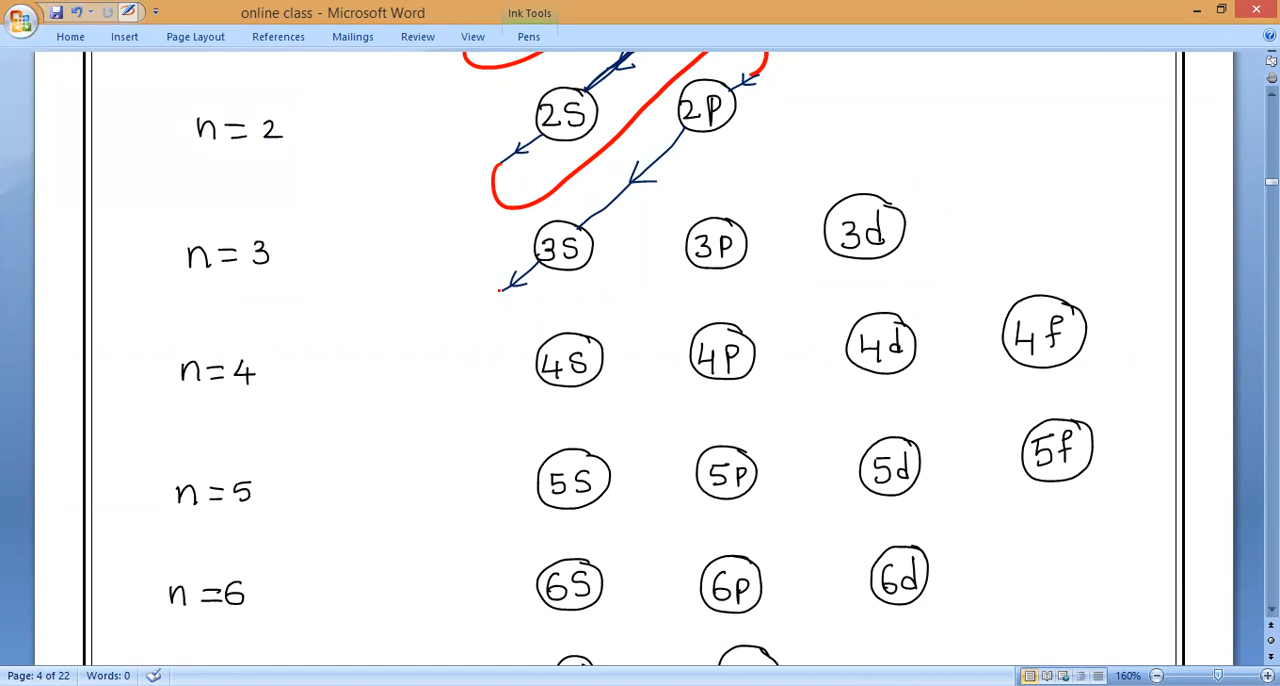 online class - Microsoft Word
Ink Tools
Home Insert Page Layout References Mailings Review View Pens
n = 2 2S 2P
n = 3 3S 3P 3d
n = 4 4S 4P 4d 4f
n = 5 5S 5P 5d 5f
n = 6 6S 6P 6d
Page: 4 of 22 Words: 0 160%